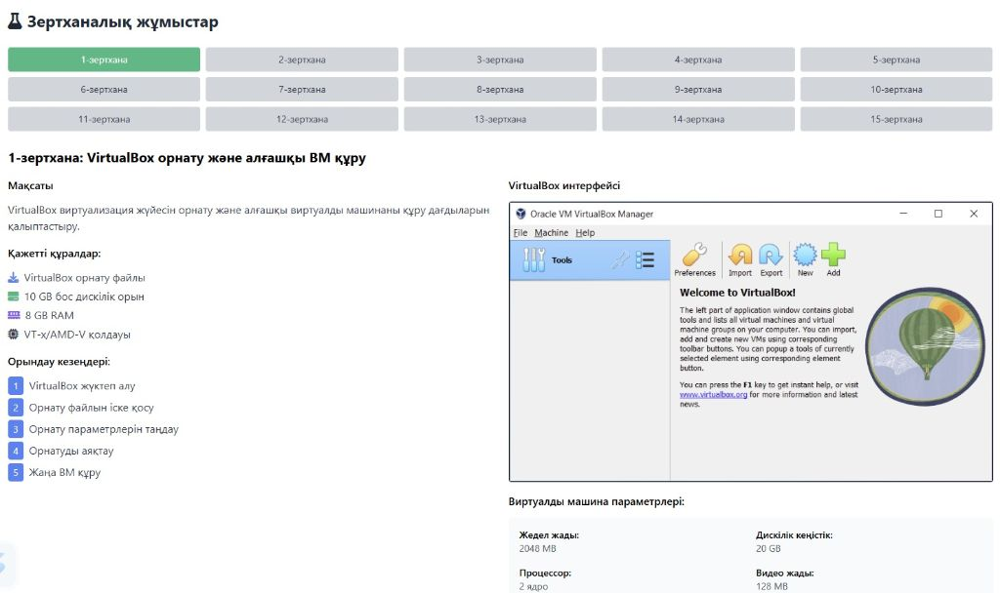 Зертханалық жұмыстар
1-зертхана
2-зертхана
3-зертхана
4-зертхана
5-зертхана
6-зертхана
7-зертхана
8-зертхана
9-зертхана
10-зертхана
11-зертхана
12-зертхана
13-зертхана
14-зертхана
15-зертхана
1-зертхана: VirtualBox орнату және алғашқы ВМ құру
Мақсаты
VirtualBox виртуализация жүйесін орнату және алғашқы виртуалды машинаны құру дағдыларын
қалыптастыру.
Қажетті құралдар:
VirtualBox орнату файлы
10 GB бос дискілік орын
8 GB RAM
VT-x/AMD-V қолдауы
Орындау кезеңдері:
1 VirtualBox жүктеп алу
2 Орнату файлын іске қосу
3 Орнату параметрлерін таңдау
4 Орнатуды аяқтау
5 Жаңа ВМ құру
VirtualBox интерфейсі
Oracle VM VirtualBox Manager
File Machine Help
Tools
Preferences
Import
Export
New
Add
Welcome to VirtualBox!
The left part of application window contains global
tools and lists all virtual machines and virtual
machine groups on your computer. You can import,
add and create new VMs using corresponding
toolbar buttons. You can popup a tools of currently
selected element using corresponding element
button.
You can press the F1 key to get instant help, or visit
www.virtualbox.org for more information and latest
news.
Виртуалды машина параметрлері:
Жедел жады:
2048 MB
Дискілік кеңістік:
20 GB
Процессор:
2 ядро
Видео жады:
128 MB